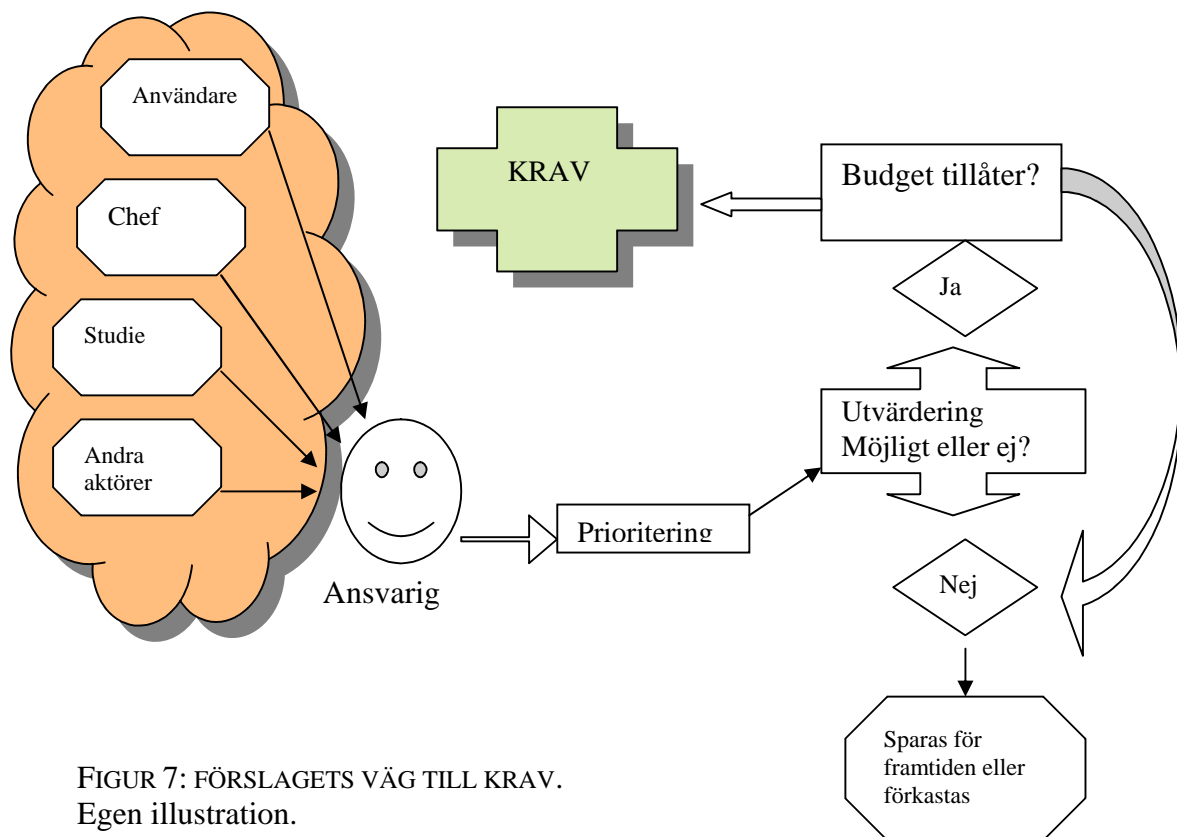 Användare
Chef
Studie
Andra
aktörer
Ansvarig
Prioritering
Utvärdering
Möjligt eller ej?
Ja
Budget tillåter?
KRAV
Nej
Sparas för
framtiden eller
förkastas
FIGUR 7: FÖRSLAGETS VÄG TILL KRAV.
Egen illustration.